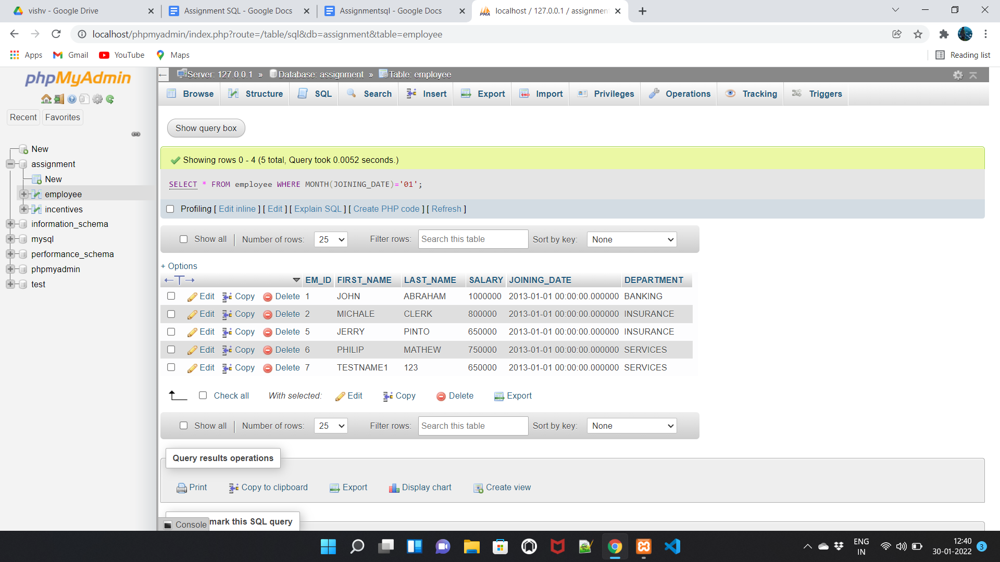 vishv - Google Drive
Assignment SQL - Google Docs
Assignmentsql - Google Docs
PMA localhost / 127.0.0.1 / assignmen
localhost/phpmyadmin/index.php?route=/table/sql&db=assignment&table=employee
Apps Gmail YouTube Maps Reading list
phpMyAdmin
Recent Favorites
New
assignment
New
employee
incentives
information_schema
mysql
performance_schema
phpmyadmin
test
Server: 127.0.0.1 » Database: assignment » Table: employee
Browse Structure SQL Search Insert Export Import Privileges Operations Tracking Triggers
Show query box
Showing rows 0 - 4 (5 total, Query took 0.0052 seconds.)
SELECT * FROM employee WHERE MONTH(JOINING_DATE)='01';
Profiling [ Edit inline ] [ Edit ] [ Explain SQL ] [ Create PHP code ] [ Refresh ]
Show all Number of rows: 25 Filter rows: Search this table Sort by key: None
+ Options
EM_ID FIRST_NAME LAST_NAME SALARY JOINING_DATE DEPARTMENT
Edit Copy Delete 1 JOHN ABRAHAM 1000000 2013-01-01 00:00:00.000000 BANKING
Edit Copy Delete 2 MICHALE CLERK 800000 2013-01-01 00:00:00.000000 INSURANCE
Edit Copy Delete 5 JERRY PINTO 650000 2013-01-01 00:00:00.000000 INSURANCE
Edit Copy Delete 6 PHILIP MATHEW 750000 2013-01-01 00:00:00.000000 SERVICES
Edit Copy Delete 7 TESTNAME1 123 650000 2013-01-01 00:00:00.000000 SERVICES
Check all With selected: Edit Copy Delete Export
Show all Number of rows: 25 Filter rows: Search this table Sort by key: None
Query results operations
Print Copy to clipboard Export Display chart Create view
mark this SQL query
Console
ENG
IN
12:40
30-01-2022
3